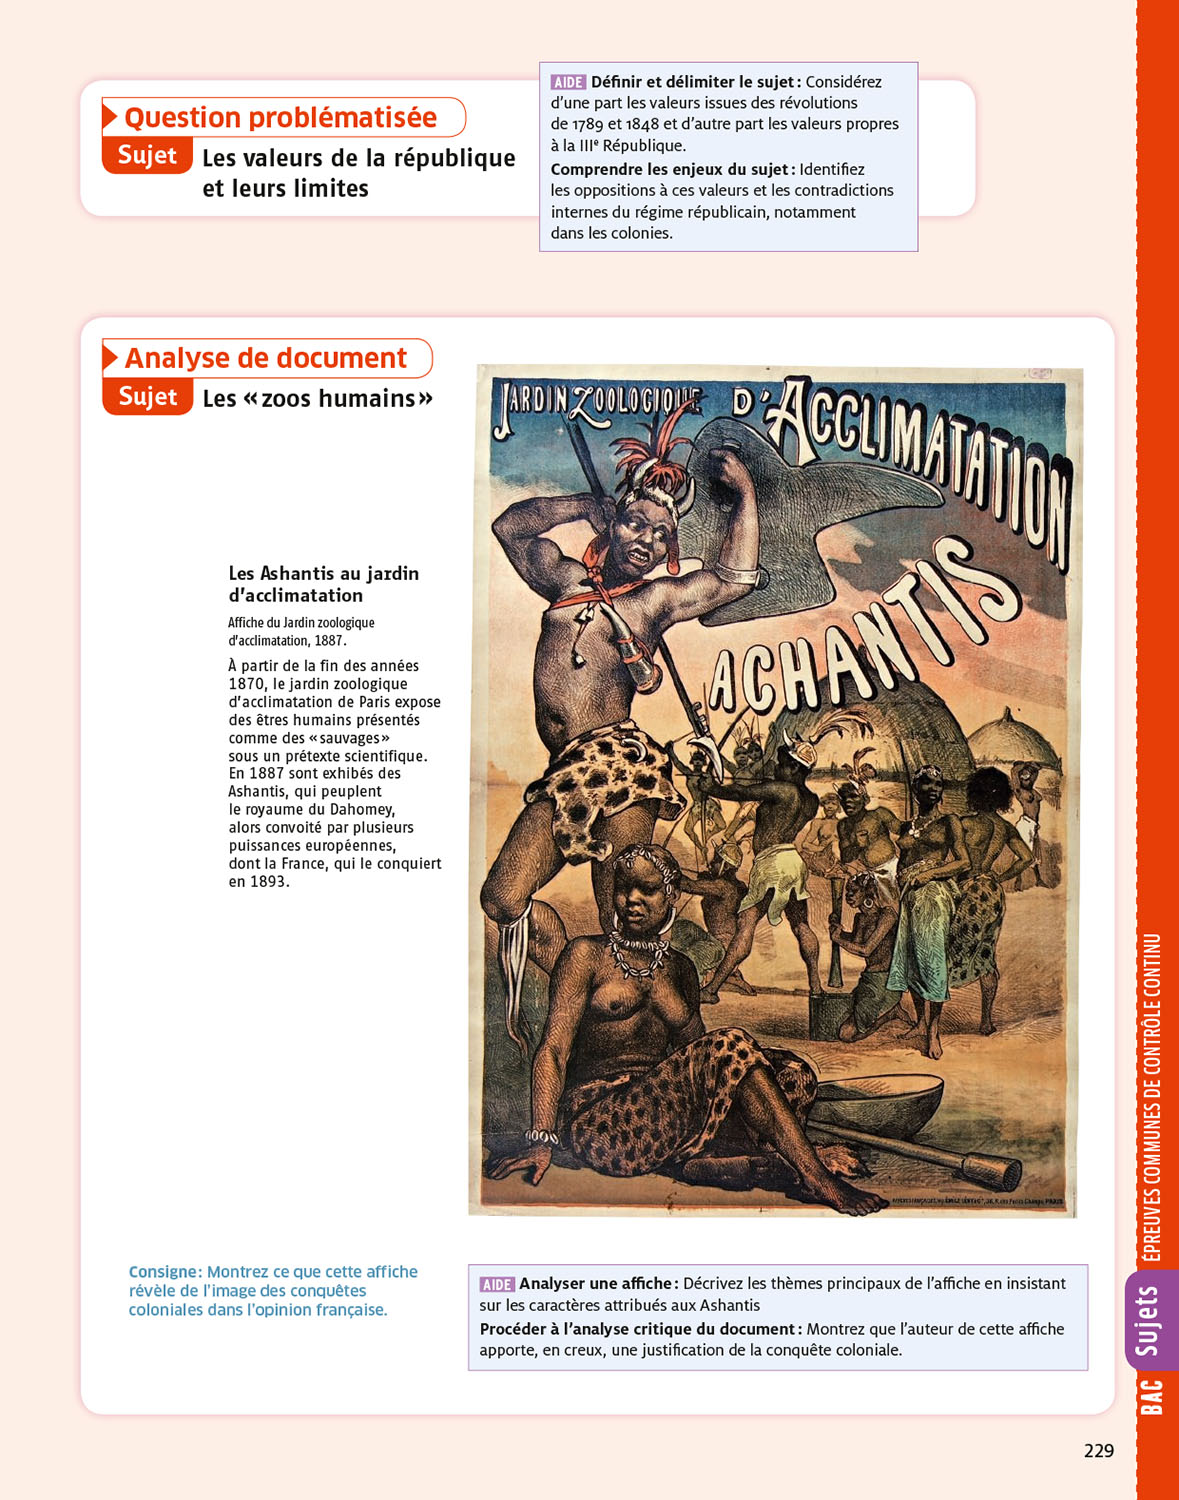 Question problématisée
Sujet Les valeurs de la république
et leurs limites
AIDE Définir et délimiter le sujet : Considérez
d'une part les valeurs issues des révolutions
de 1789 et 1848 et d'autre part les valeurs propres
à la IIIe République.
Comprendre les enjeux du sujet : Identifiez
les oppositions à ces valeurs et les contradictions
internes du régime républicain, notamment
dans les colonies.
Analyse de document
Sujet Les « zoos humains »
JARDIN ZOOLOGIQUE D'ACCLIMATATION
ACHANTIS
Les Ashantis au jardin
d'acclimatation
Affiche du Jardin zoologique
d'acclimatation, 1887.
À partir de la fin des années
1870, le jardin zoologique
d'acclimatation de Paris expose
des êtres humains présentés
comme des « sauvages »
sous un prétexte scientifique.
En 1887 sont exhibés des
Ashantis, qui peuplent
le royaume du Dahomey,
alors convoité par plusieurs
puissances européennes,
dont la France, qui le conquiert
en 1893.
Consigne : Montrez ce que cette affiche
révèle de l'image des conquêtes
coloniales dans l'opinion française.
AIDE Analyser une affiche : Décrivez les thèmes principaux de l'affiche en insistant
sur les caractères attribués aux Ashantis
Procéder à l'analyse critique du document : Montrez que l'auteur de cette affiche
apporte, en creux, une justification de la conquête coloniale.
BAC Sujets ÉPREUVES COMMUNES DE CONTRÔLE CONTINU
229